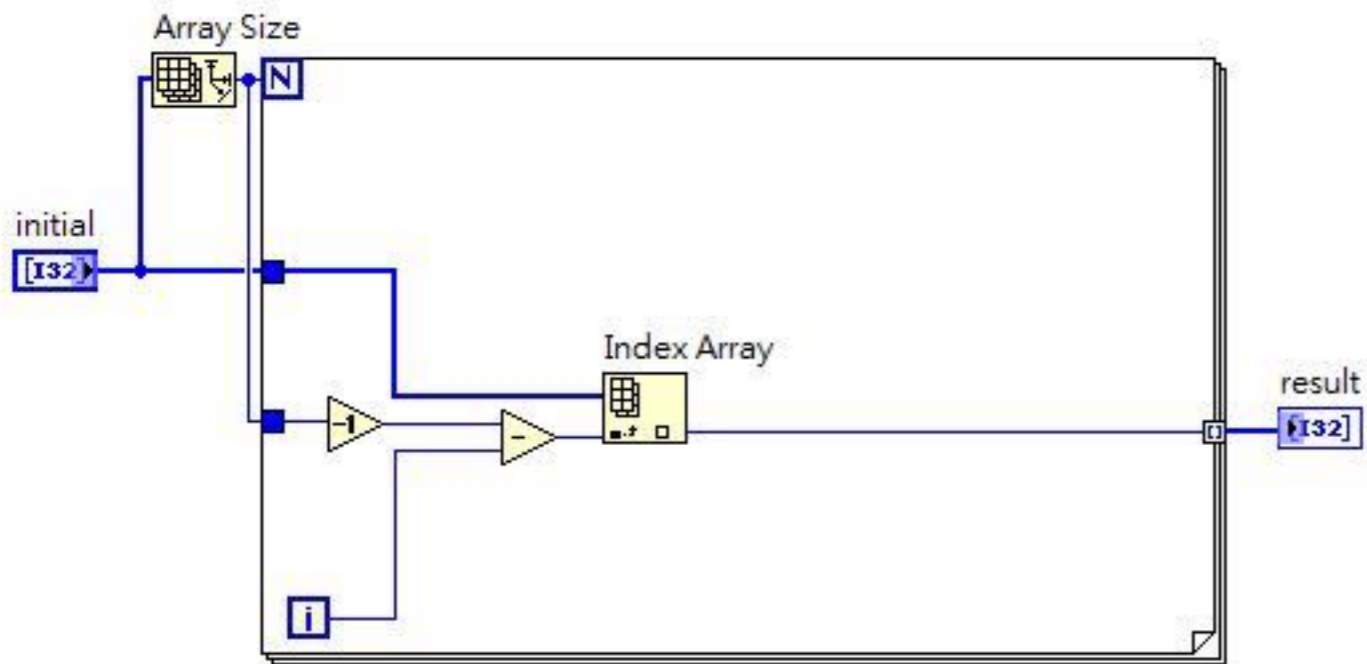 Array Size
N
initial
[I32]
Index Array
-1
-
result
[I32]
i